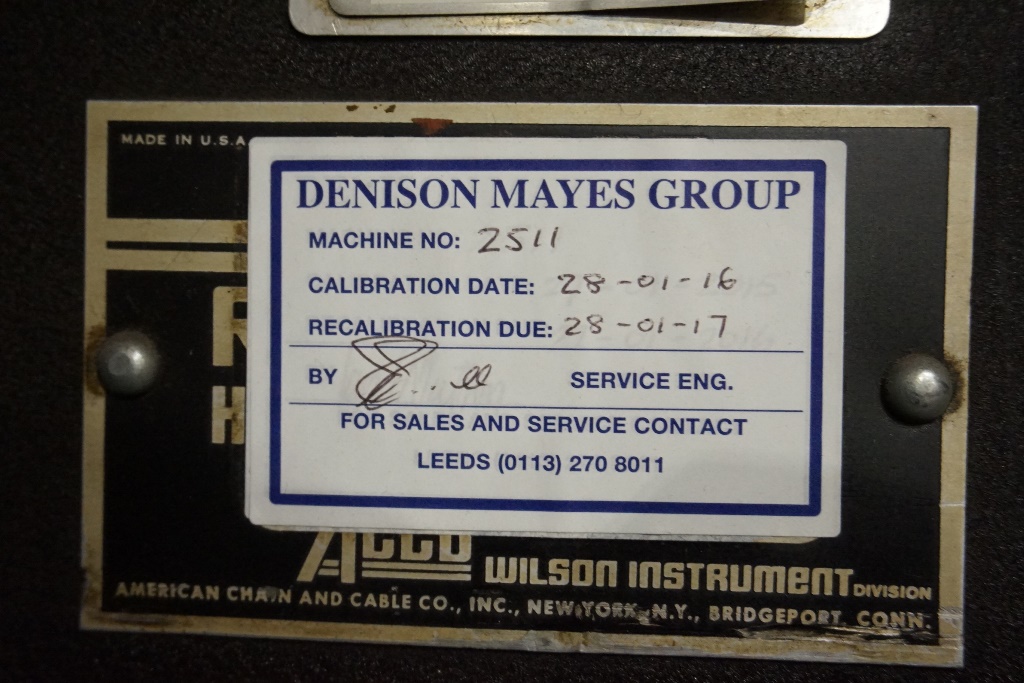 MADE IN U.S.A.
DENISON MAYES GROUP
MACHINE NO: 2511
CALIBRATION DATE: 28-01-16
RECALIBRATION DUE: 28-01-17
BY
SERVICE ENG.
FOR SALES AND SERVICE CONTACT
LEEDS (0113) 270 8011
ACCO WILSON INSTRUMENT DIVISION
AMERICAN CHAIN AND CABLE CO., INC., NEW YORK, N.Y., BRIDGEPORT, CONN.